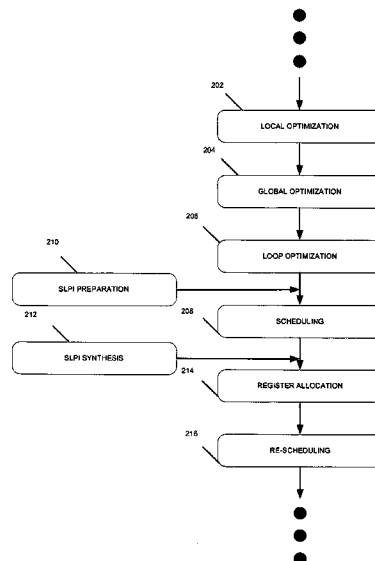 202
LOCAL OPTIMIZATION
204
GLOBAL OPTIMIZATION
206
LOOP OPTIMIZATION
210
SLPI PREPARATION
208
SCHEDULING
212
SLPI SYNTHESIS
214
REGISTER ALLOCATION
216
RE-SCHEDULING